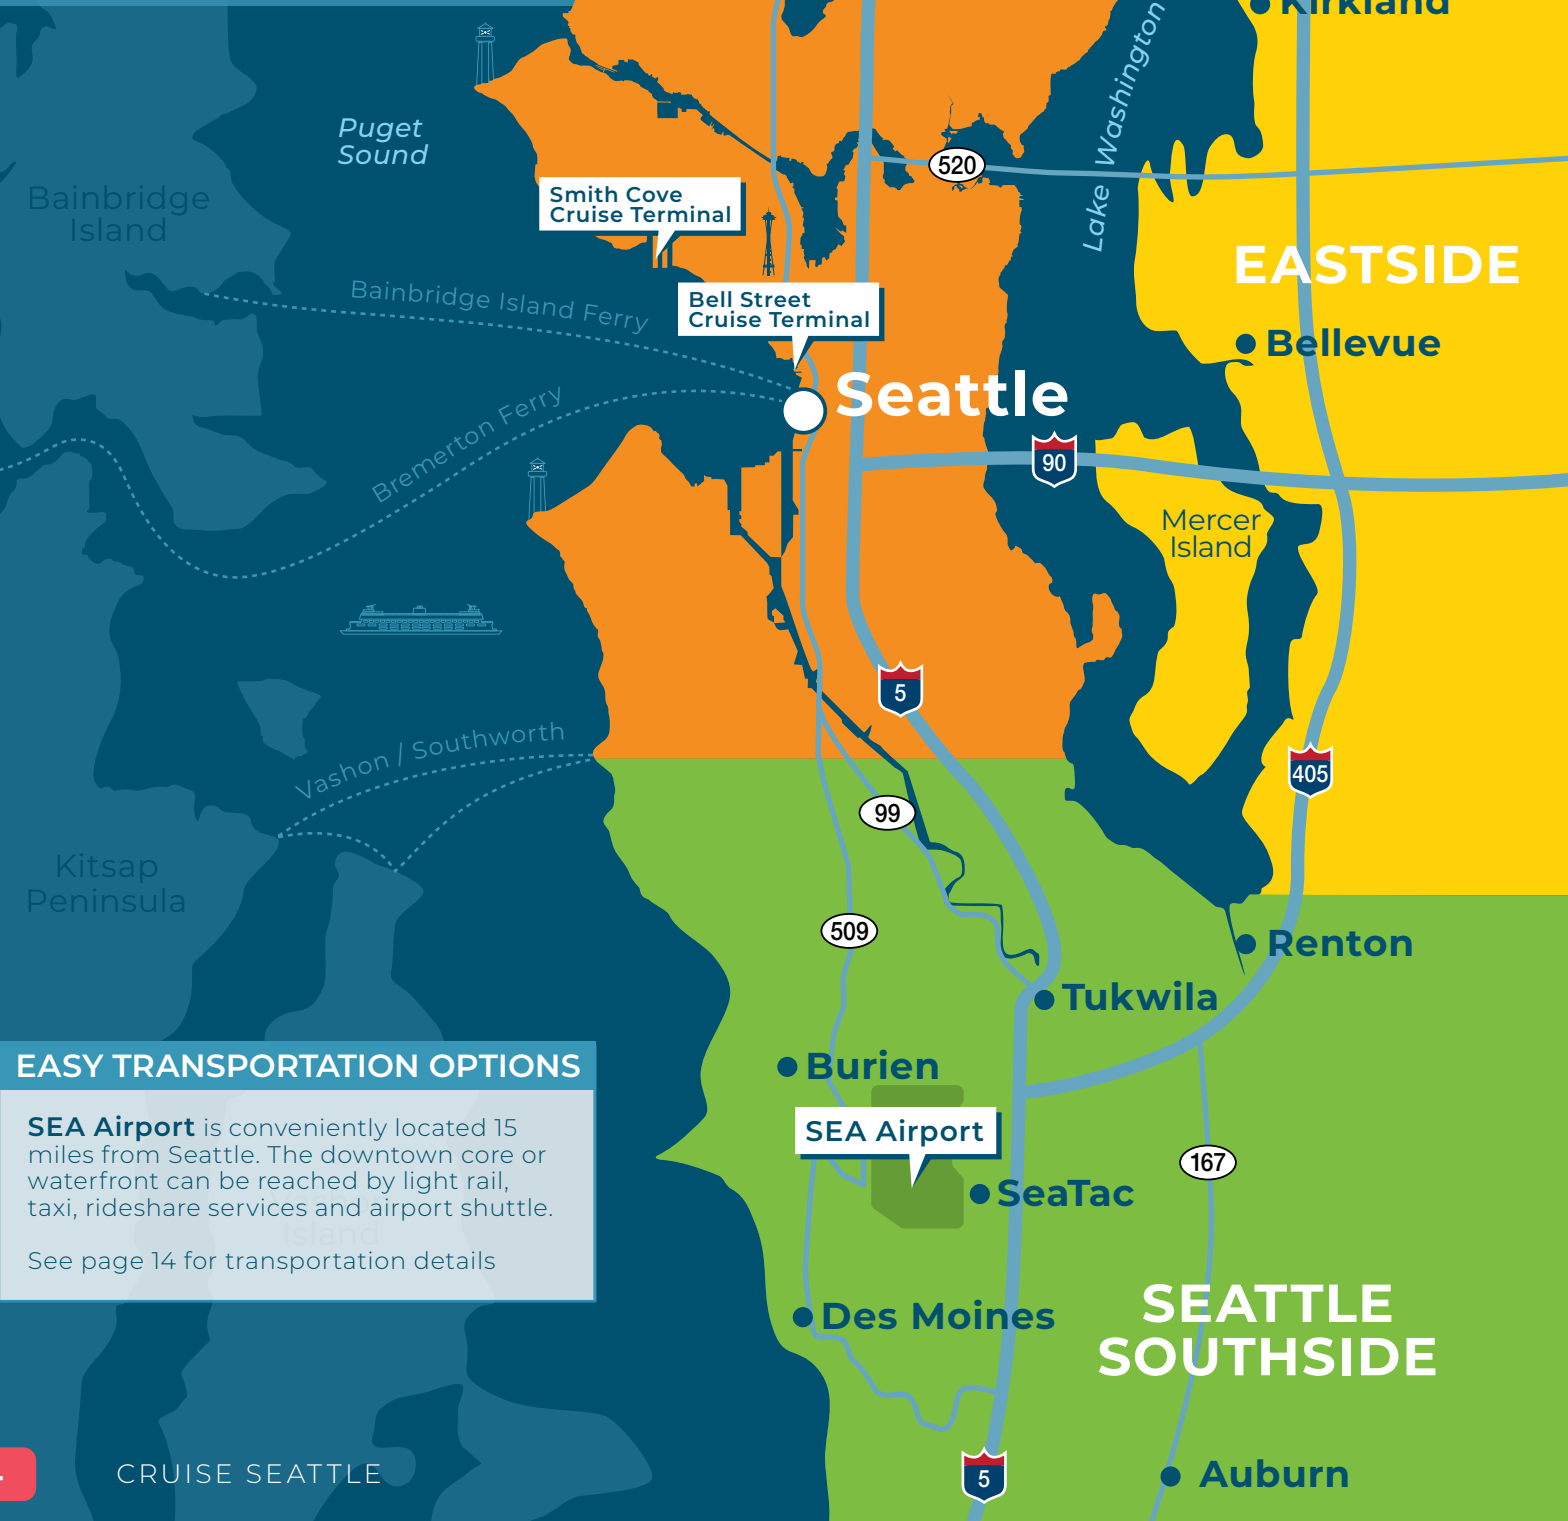 Kirkland
Lake Washington
Puget
Sound
520
Bainbridge
Island
Smith Cove
Cruise Terminal
EASTSIDE
Bainbridge Island Ferry
Bell Street
Cruise Terminal
Bellevue
Seattle
Bremerton Ferry
90
Mercer
Island
5
Vashon / Southworth
405
99
Kitsap
Peninsula
509
Renton
Tukwila
Burien
EASY TRANSPORTATION OPTIONS
SEA Airport is conveniently located 15
miles from Seattle. The downtown core or
waterfront can be reached by light rail,
taxi, rideshare services and airport shuttle.
See page 14 for transportation details
Vashon
Island
SEA Airport
167
SeaTac
Des Moines
SEATTLE
SOUTHSIDE
5
Auburn
CRUISE SEATTLE